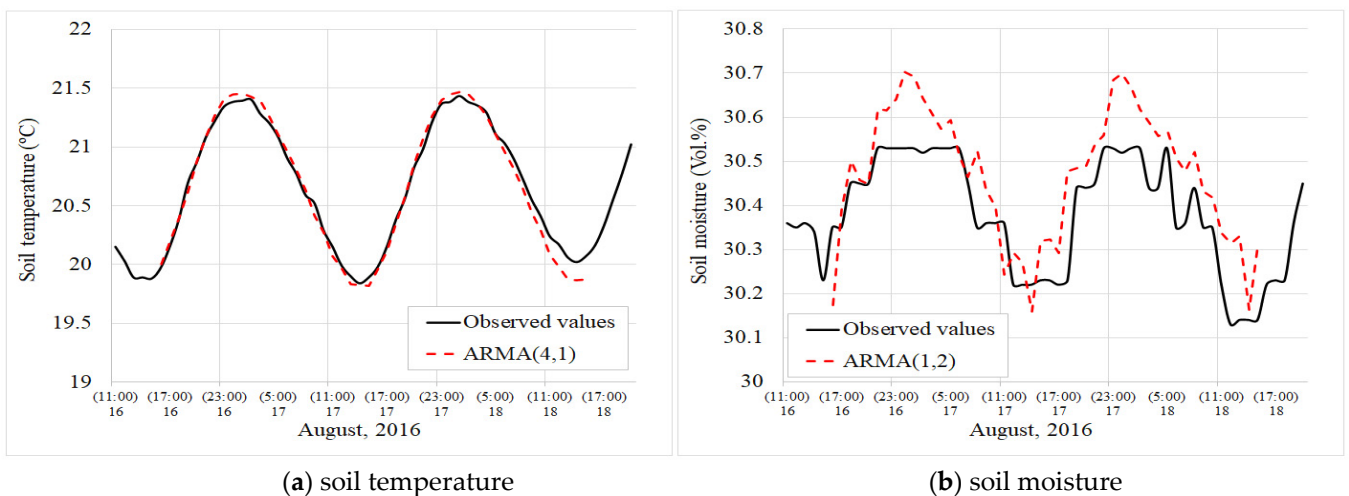 22
21.5
21
20.5
20
19.5
19
Soil temperature (ºC)
Observed values
ARMA(4,1)
(11:00) (17:00) (23:00) (5:00) (11:00) (17:00) (23:00) (5:00) (11:00) (17:00)
16 16 16 17 17 17 17 18 18 18
August, 2016
(a) soil temperature
30.8
30.7
30.6
30.5
30.4
30.3
30.2
30.1
30
Soil moisture (Vol.%)
Observed values
ARMA(1,2)
(11:00) (17:00) (23:00) (5:00) (11:00) (17:00) (23:00) (5:00) (11:00) (17:00)
16 16 16 17 17 17 17 18 18 18
August, 2016
(b) soil moisture